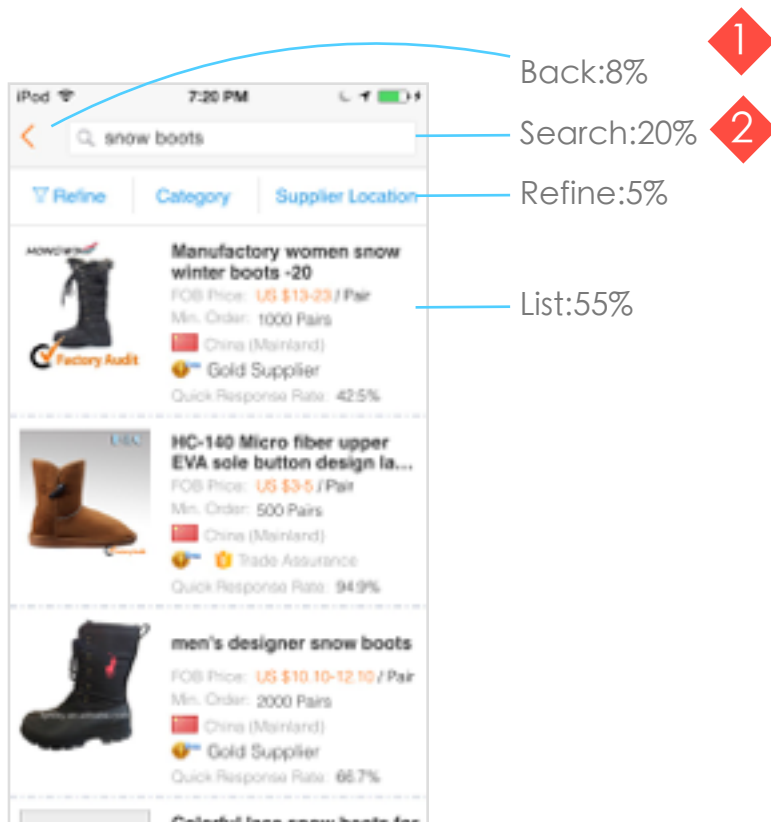 1
Back:8%
iPod 7:20 PM
snow boots
Search:20% 2
Refine Category Supplier Location
Refine:5%
Manufactory women snow
winter boots -20
FOB Price: US $13-23 / Pair
List:55%
Min. Order: 1000 Pairs
China (Mainland)
Factory Audit
Gold Supplier
Quick Response Rate: 42.5%
HC-140 Micro fiber upper
EVA sole button design la...
FOB Price: US $3-5 / Pair
Min. Order: 500 Pairs
China (Mainland)
Trade Assurance
Quick Response Rate: 94.9%
men's designer snow boots
FOB Price: US $10.10-12.10 / Pair
Min. Order: 2000 Pairs
China (Mainland)
Gold Supplier
Quick Response Rate: 66.7%
Colorful lace snow boots for